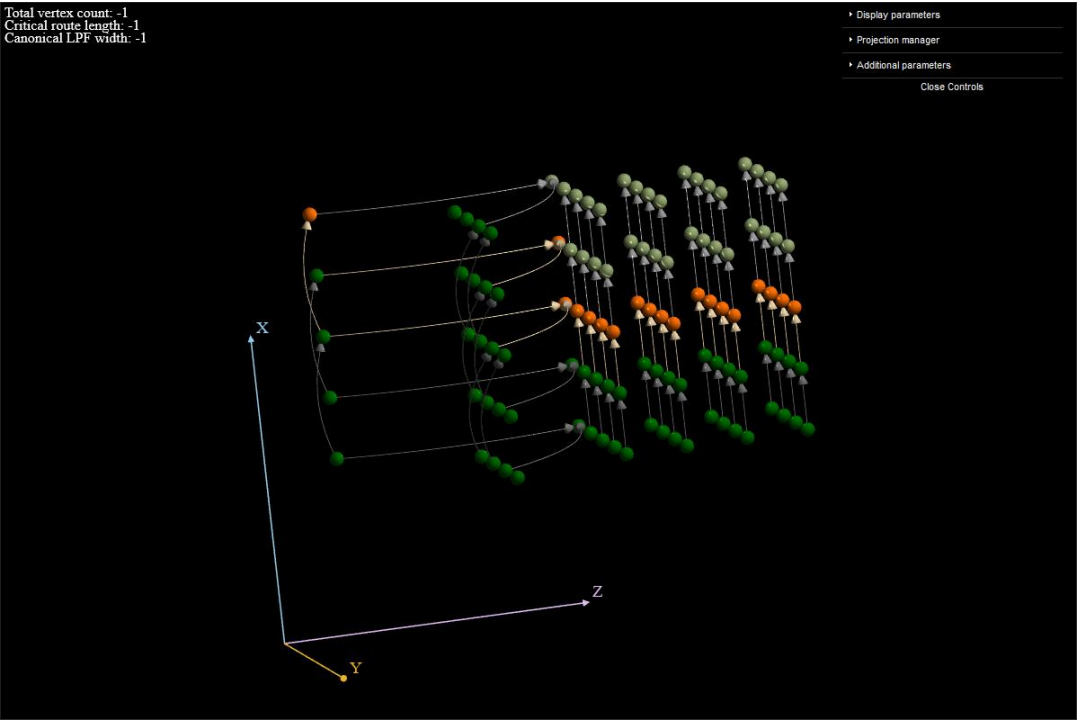 Total vertex count: -1
Critical route length: -1
Canonical LPF width: -1
Display parameters
Projection manager
Additional parameters
Close Controls
X
Z
Y